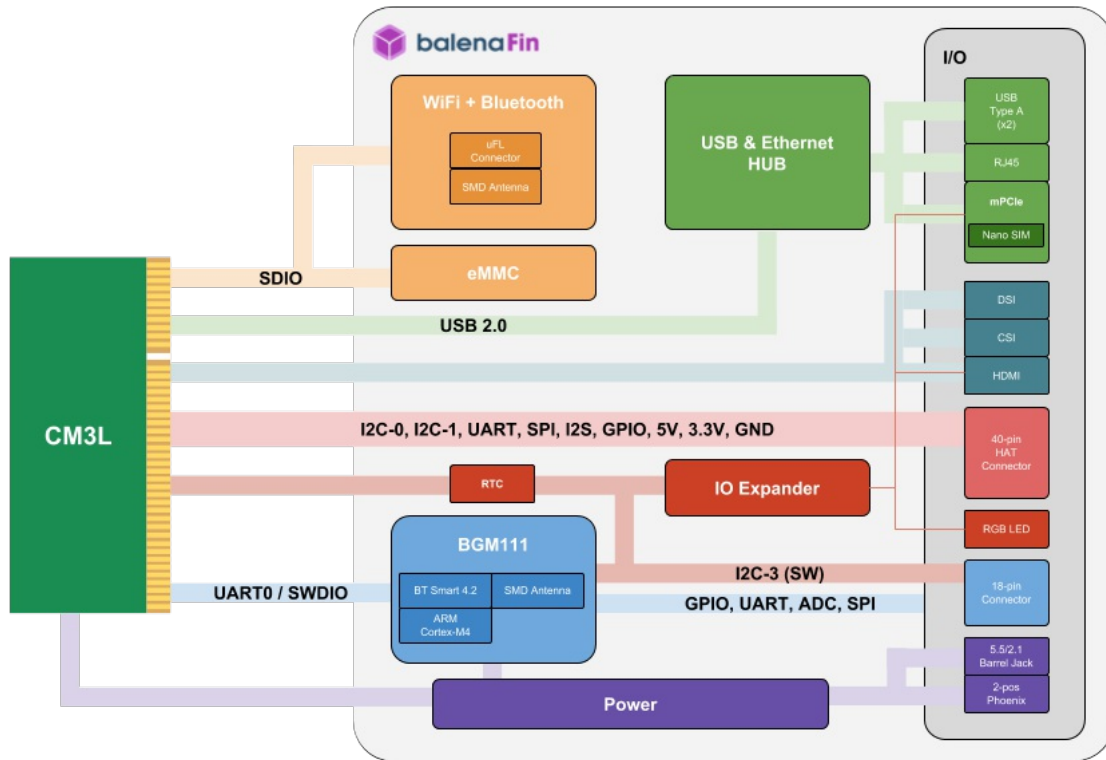 balenaFin
I/O
WiFi + Bluetooth
uFL
Connector
SMD Antenna
USB & Ethernet
HUB
USB
Type A
(x2)
RJ45
mPCIe
Nano SIM
eMMC
SDIO
USB 2.0
DSI
CSI
HDMI
CM3L
I2C-0, I2C-1, UART, SPI, I2S, GPIO, 5V, 3.3V, GND
40-pin
HAT
Connector
RTC
IO Expander
RGB LED
BGM111
BT Smart 4.2
SMD Antenna
ARM
Cortex-M4
UART0 / SWDIO
I2C-3 (SW)
GPIO, UART, ADC, SPI
18-pin
Connector
5.5/2.1
Barrel Jack
2-pos
Phoenix
Power